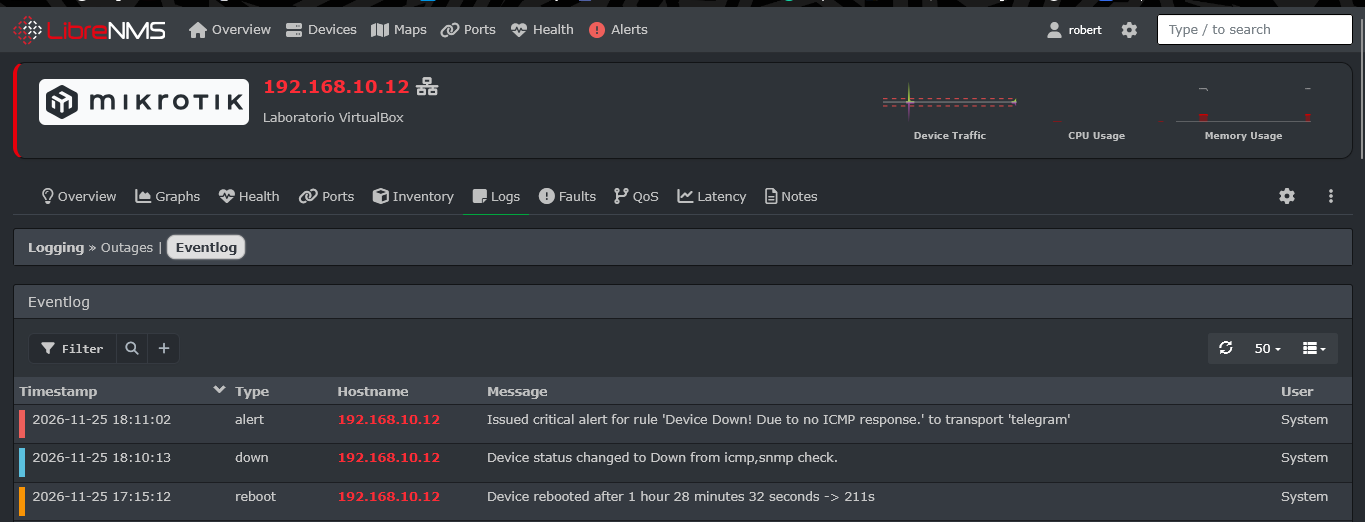 LibreNMS Overview Devices Maps Ports Health Alerts robert Type / to search
mikrotik 192.168.10.12
Laboratorio VirtualBox
Device Traffic CPU Usage Memory Usage
Overview Graphs Health Ports Inventory Logs Faults QoS Latency Notes
Logging » Outages | Eventlog
Eventlog
Filter 50
Timestamp Type Hostname Message User
2026-11-25 18:11:02 alert 192.168.10.12 Issued critical alert for rule 'Device Down! Due to no ICMP response.' to transport 'telegram' System
2026-11-25 18:10:13 down 192.168.10.12 Device status changed to Down from icmp,snmp check. System
2026-11-25 17:15:12 reboot 192.168.10.12 Device rebooted after 1 hour 28 minutes 32 seconds -> 211s System